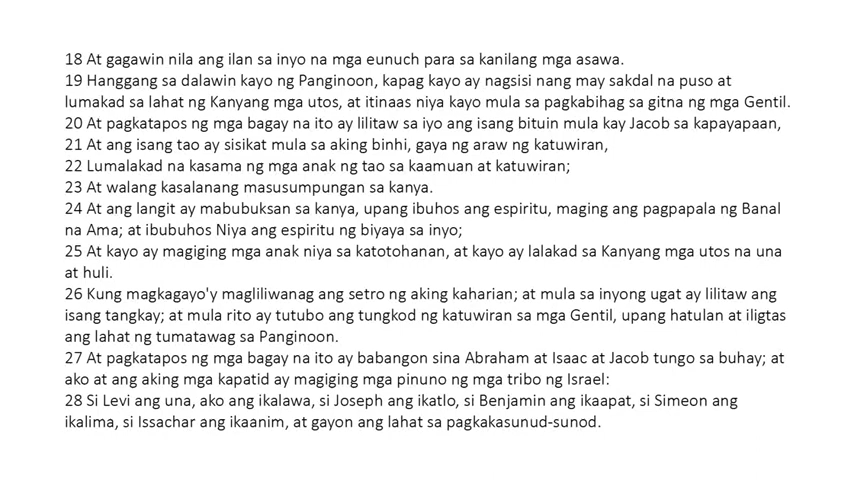 18 At gagawin nila ang ilan sa inyo na mga eunuch para sa kanilang mga asawa.
19 Hanggang sa dalawin kayo ng Panginoon, kapag kayo ay nagsisi nang may sakdal na puso at
lumakad sa lahat ng Kanyang mga utos, at itinaas niya kayo mula sa pagkabihag sa gitna ng mga Gentil.
20 At pagkatapos ng mga bagay na ito ay lilitaw sa iyo ang isang bituin mula kay Jacob sa kapayapaan,
21 At ang isang tao ay sisikat mula sa aking binhi, gaya ng araw ng katuwiran,
22 Lumalakad na kasama ng mga anak ng tao sa kaamuan at katuwiran;
23 At walang kasalanang masusumpungan sa kanya.
24 At ang langit ay mabubuksan sa kanya, upang ibuhos ang espiritu, maging ang pagpapala ng Banal
na Ama; at ibubuhos Niya ang espiritu ng biyaya sa inyo;
25 At kayo ay magiging mga anak niya sa katotohanan, at kayo ay lalakad sa Kanyang mga utos na una
at huli.
26 Kung magkagayo'y magliliwanag ang setro ng aking kaharian; at mula sa inyong ugat ay lilitaw ang
isang tangkay; at mula rito ay tutubo ang tungkod ng katuwiran sa mga Gentil, upang hatulan at iligtas
ang lahat ng tumatawag sa Panginoon.
27 At pagkatapos ng mga bagay na ito ay babangon sina Abraham at Isaac at Jacob tungo sa buhay; at
ako at ang aking mga kapatid ay magiging mga pinuno ng mga tribo ng Israel:
28 Si Levi ang una, ako ang ikalawa, si Joseph ang ikatlo, si Benjamin ang ikaapat, si Simeon ang
ikalima, si Issachar ang ikaanim, at gayon ang lahat sa pagkakasunud-sunod.